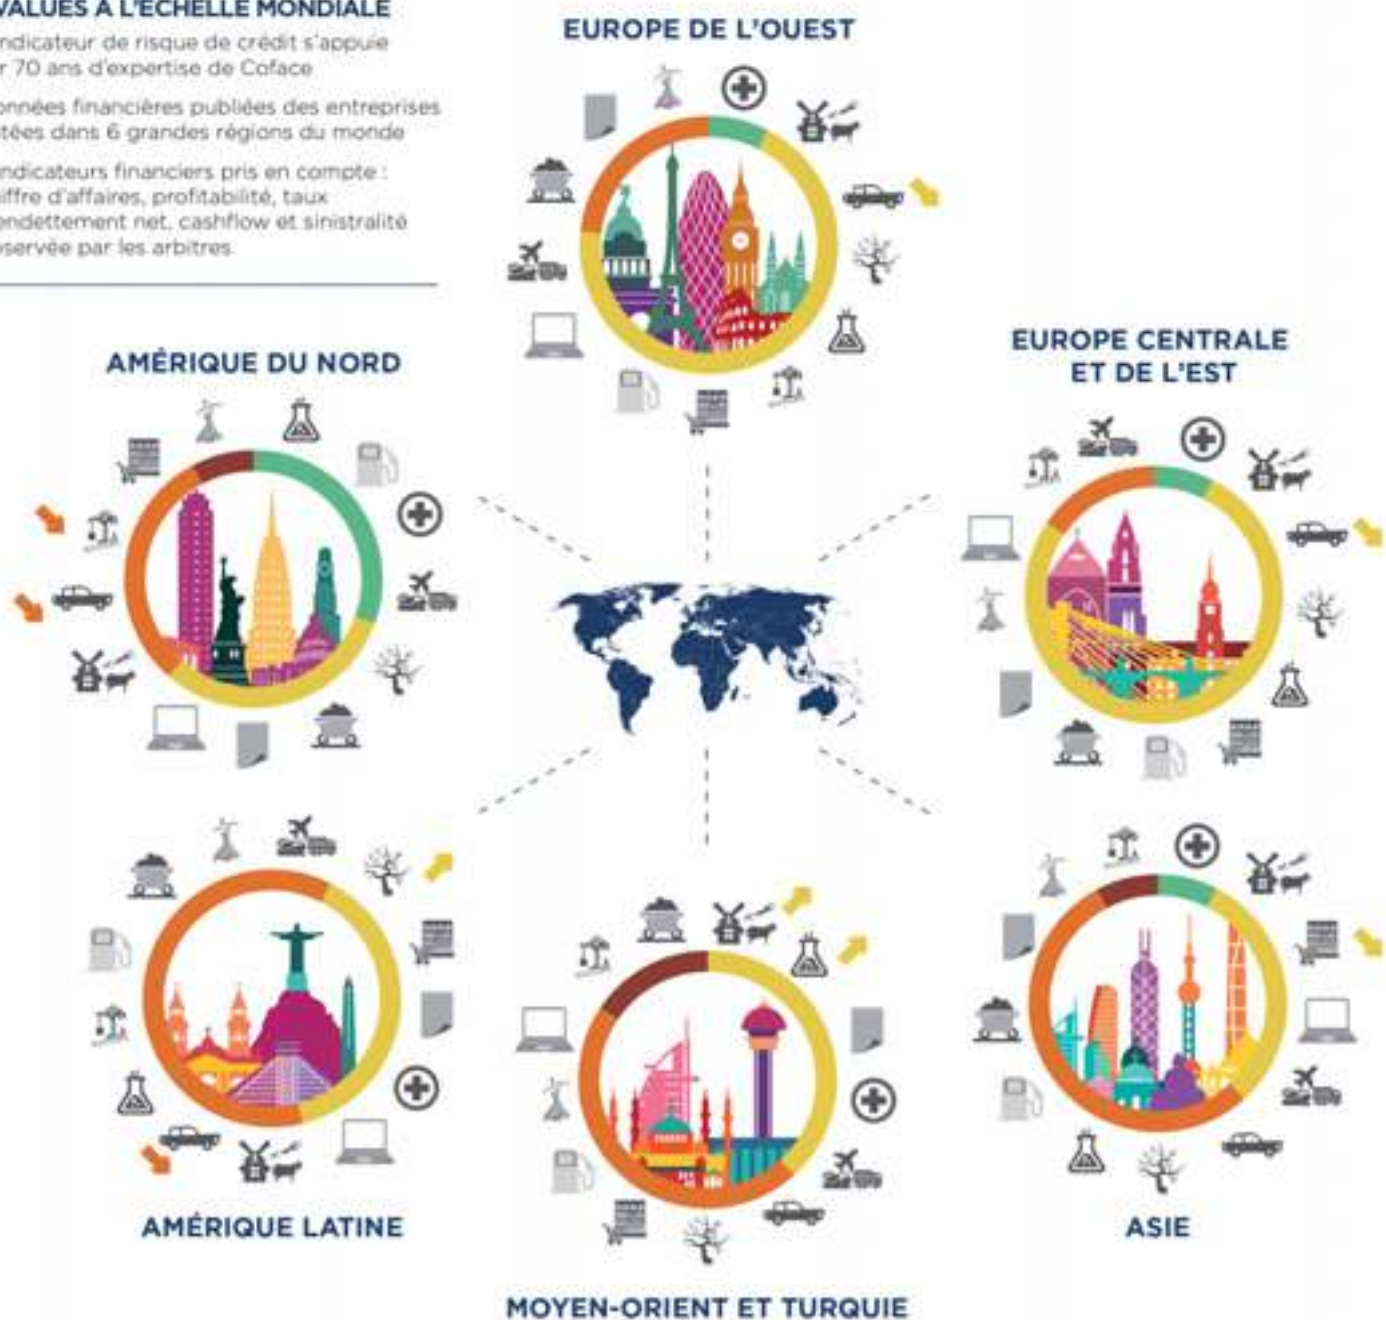 VALUÉS À L'ÉCHELLE MONDIALE
ndicateur de risque de crédit s'appuie
r 70 ans d'expertise de Coface
onnées financières publiées des entreprises
tées dans 6 grandes régions du monde
ndicateurs financiers pris en compte :
iffre d'affaires, profitabilité, taux
endettement net, cashflow et sinistralité
servée par les arbitres
EUROPE DE L'OUEST
AMÉRIQUE DU NORD
EUROPE CENTRALE
ET DE L'EST
AMÉRIQUE LATINE
ASIE
MOYEN-ORIENT ET TURQUIE